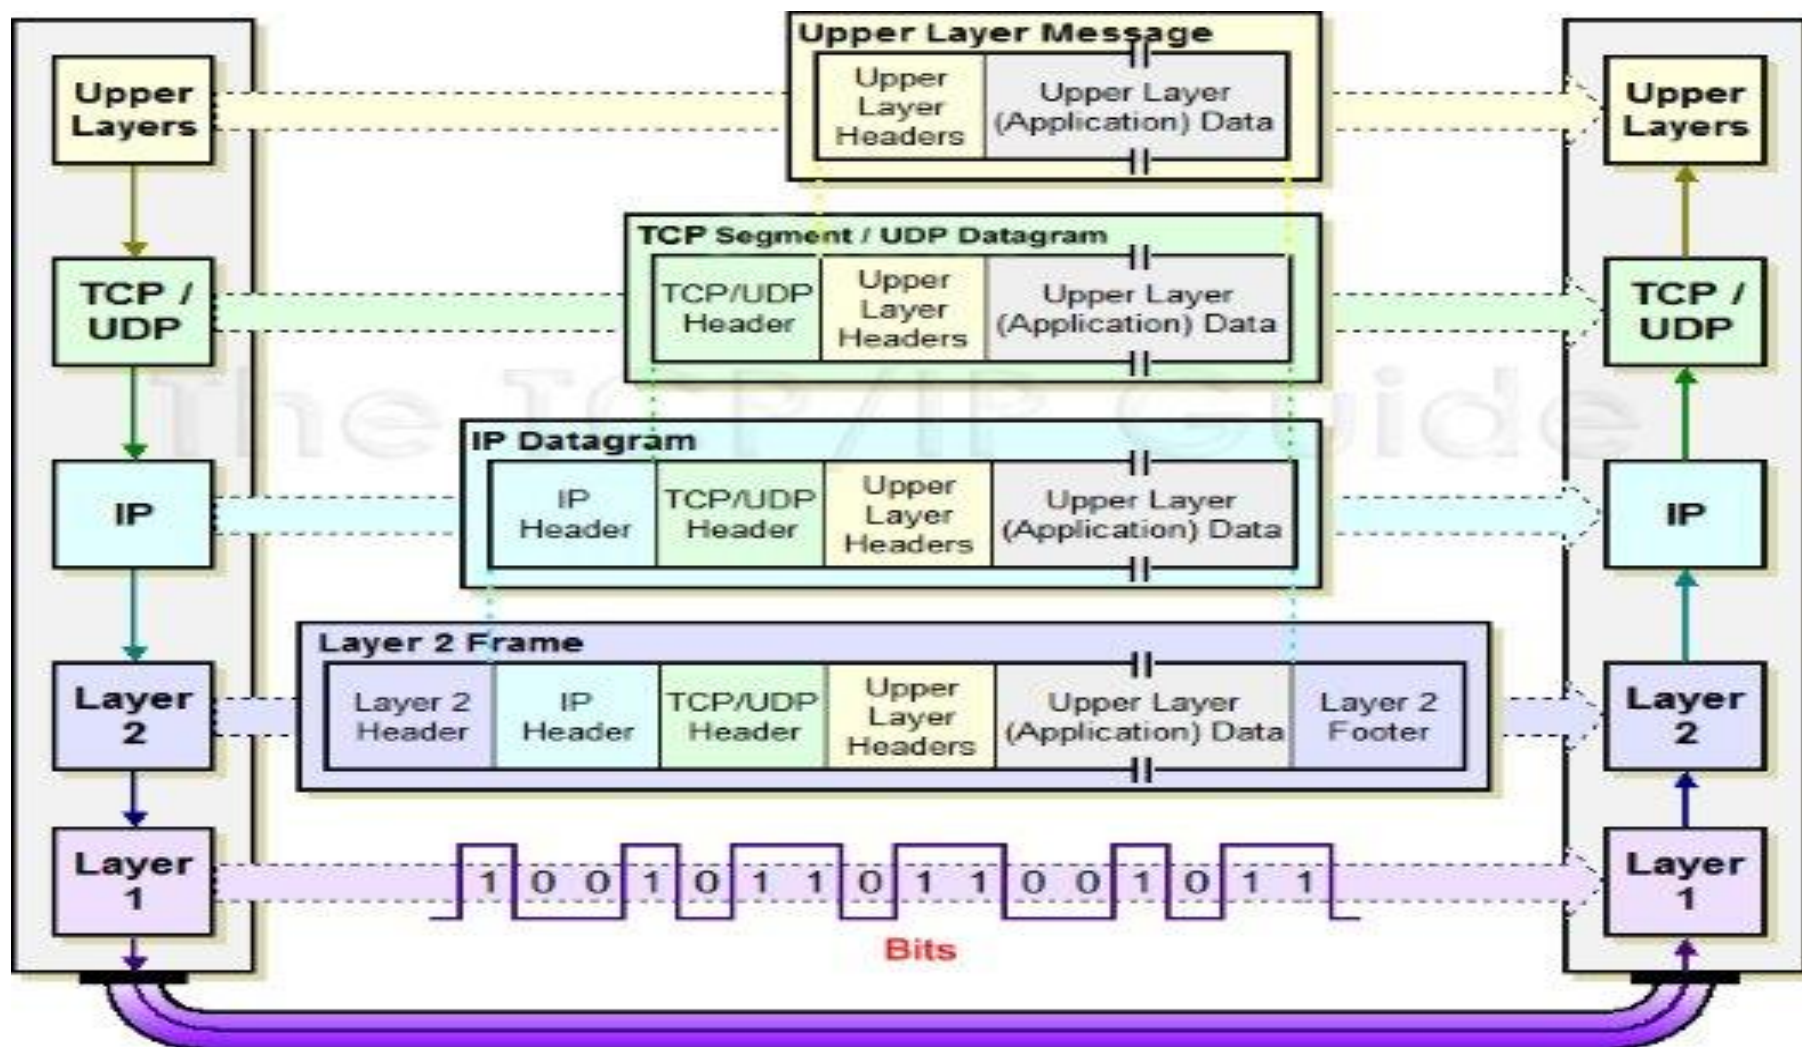 Upper Layer Message
Upper
Layers
Upper
Layer
Headers
Upper Layer
(Application) Data
Upper
Layers
TCP Segment / UDP Datagram
TCP /
UDP
TCP/UDP
Header
Upper
Layer
Headers
Upper Layer
(Application) Data
TCP /
UDP
The TCP/IP Guide
IP Datagram
IP
IP
Header
TCP/UDP
Header
Upper
Layer
Headers
Upper Layer
(Application) Data
IP
Layer 2 Frame
Layer
2
Layer 2
Header
IP
Header
TCP/UDP
Header
Upper
Layer
Headers
Upper Layer
(Application) Data
Layer 2
Footer
Layer
2
Layer
1
1 0 0 1 0 1 1 0 1 1 0 0 1 0 1 1
Layer
1
Bits